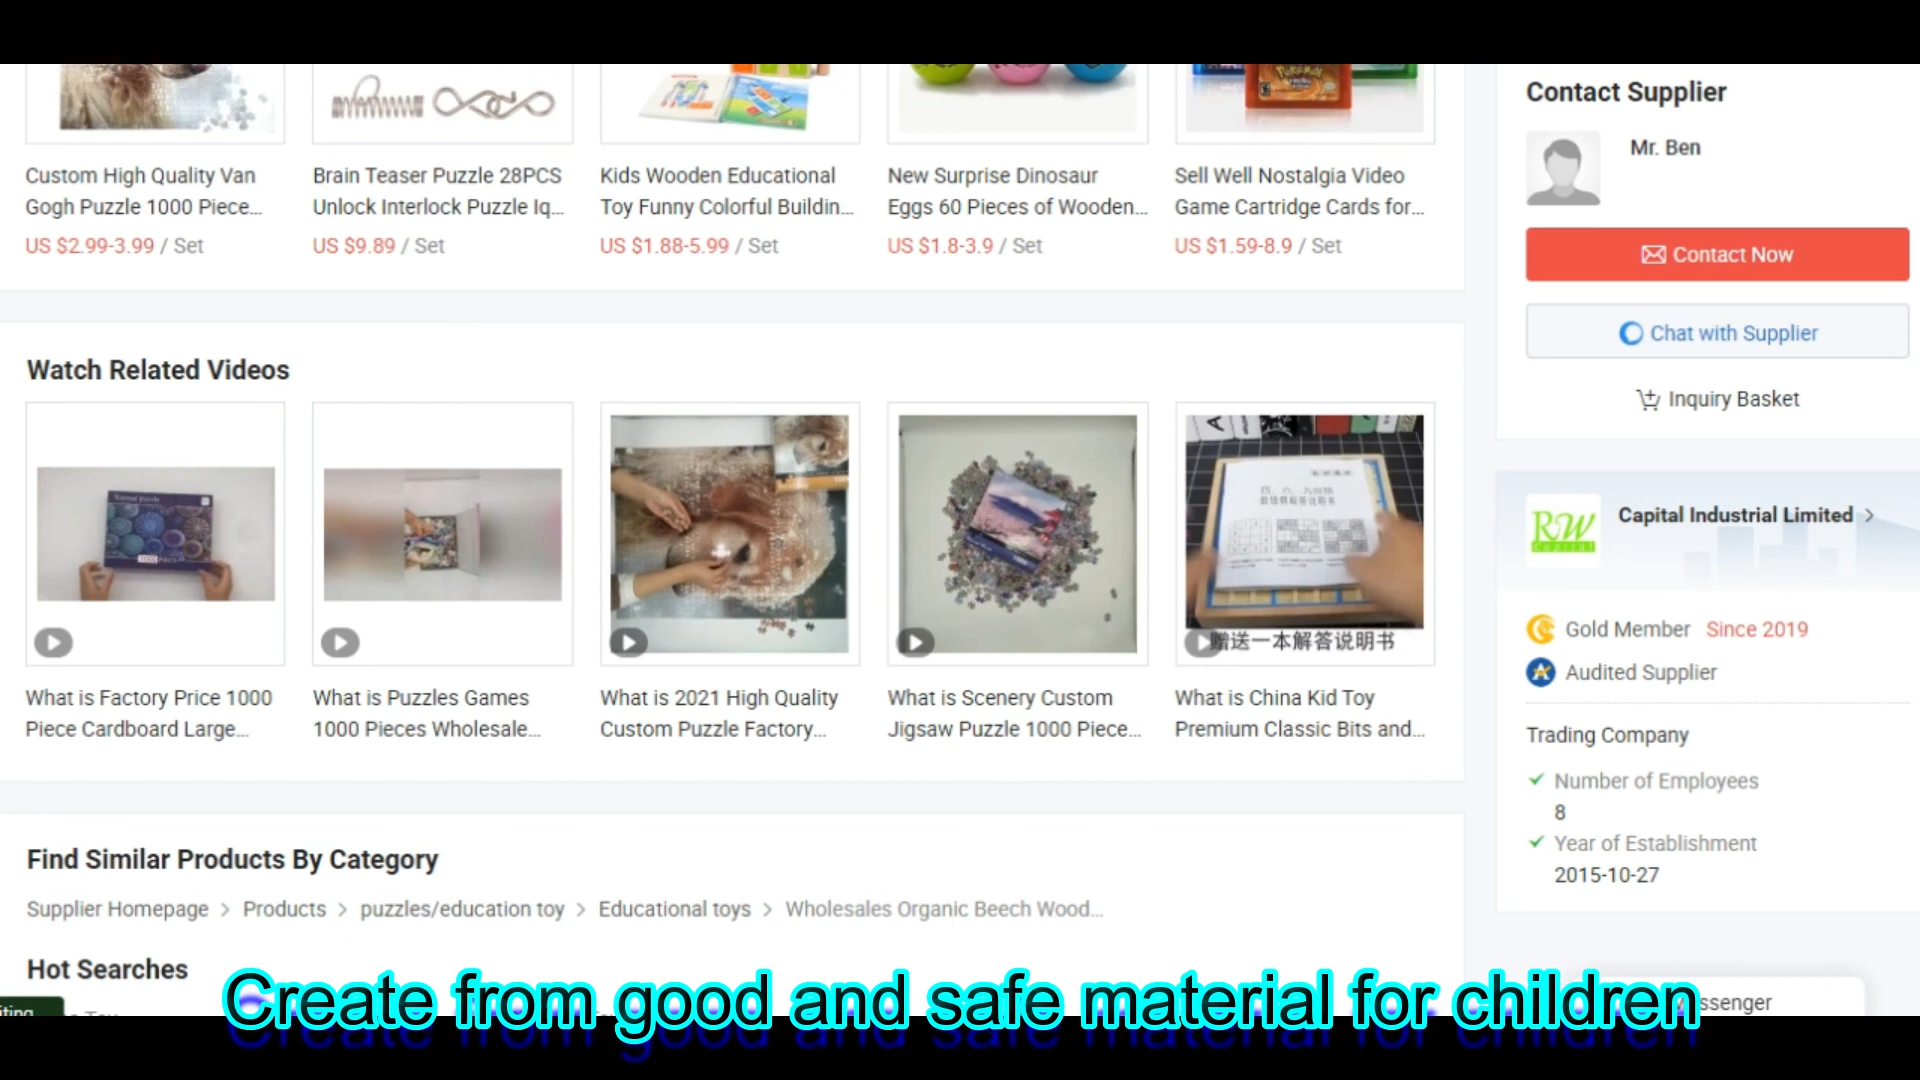 Custom High Quality Van
Gogh Puzzle 1000 Piece...
US $2.99-3.99 / Set
Brain Teaser Puzzle 28PCS
Unlock Interlock Puzzle Iq...
US $9.89 / Set
Kids Wooden Educational
Toy Funny Colorful Buildin...
US $1.88-5.99 / Set
New Surprise Dinosaur
Eggs 60 Pieces of Wooden...
US $1.8-3.9 / Set
Sell Well Nostalgia Video
Game Cartridge Cards for...
US $1.59-8.9 / Set
Watch Related Videos
赠送一本解答说明书
What is Factory Price 1000
Piece Cardboard Large...
What is Puzzles Games
1000 Pieces Wholesale...
What is 2021 High Quality
Custom Puzzle Factory...
What is Scenery Custom
Jigsaw Puzzle 1000 Piece...
What is China Kid Toy
Premium Classic Bits and...
Find Similar Products By Category
Supplier Homepage > Products > puzzles/education toy > Educational toys > Wholesales Organic Beech Wood...
Hot Searches
Contact Supplier
Mr. Ben
Contact Now
Chat with Supplier
Inquiry Basket
RW
Capital
Capital Industrial Limited >
Gold Member Since 2019
Audited Supplier
Trading Company
Number of Employees
8
Year of Establishment
2015-10-27
Create from good and safe material for children